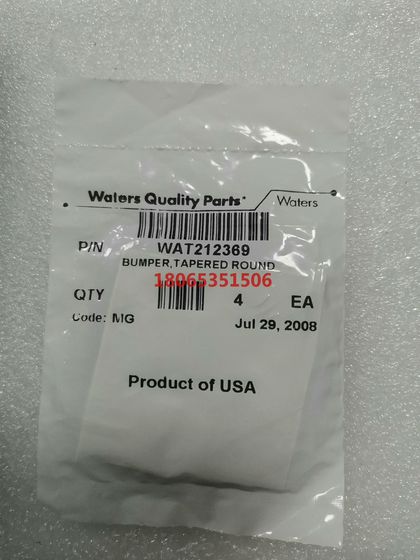 Waters Quality Parts Waters
P/N WAT212369
BUMPER,TAPERED ROUND
18065351506
QTY 4 EA
Code: MG Jul 29, 2008
Product of USA